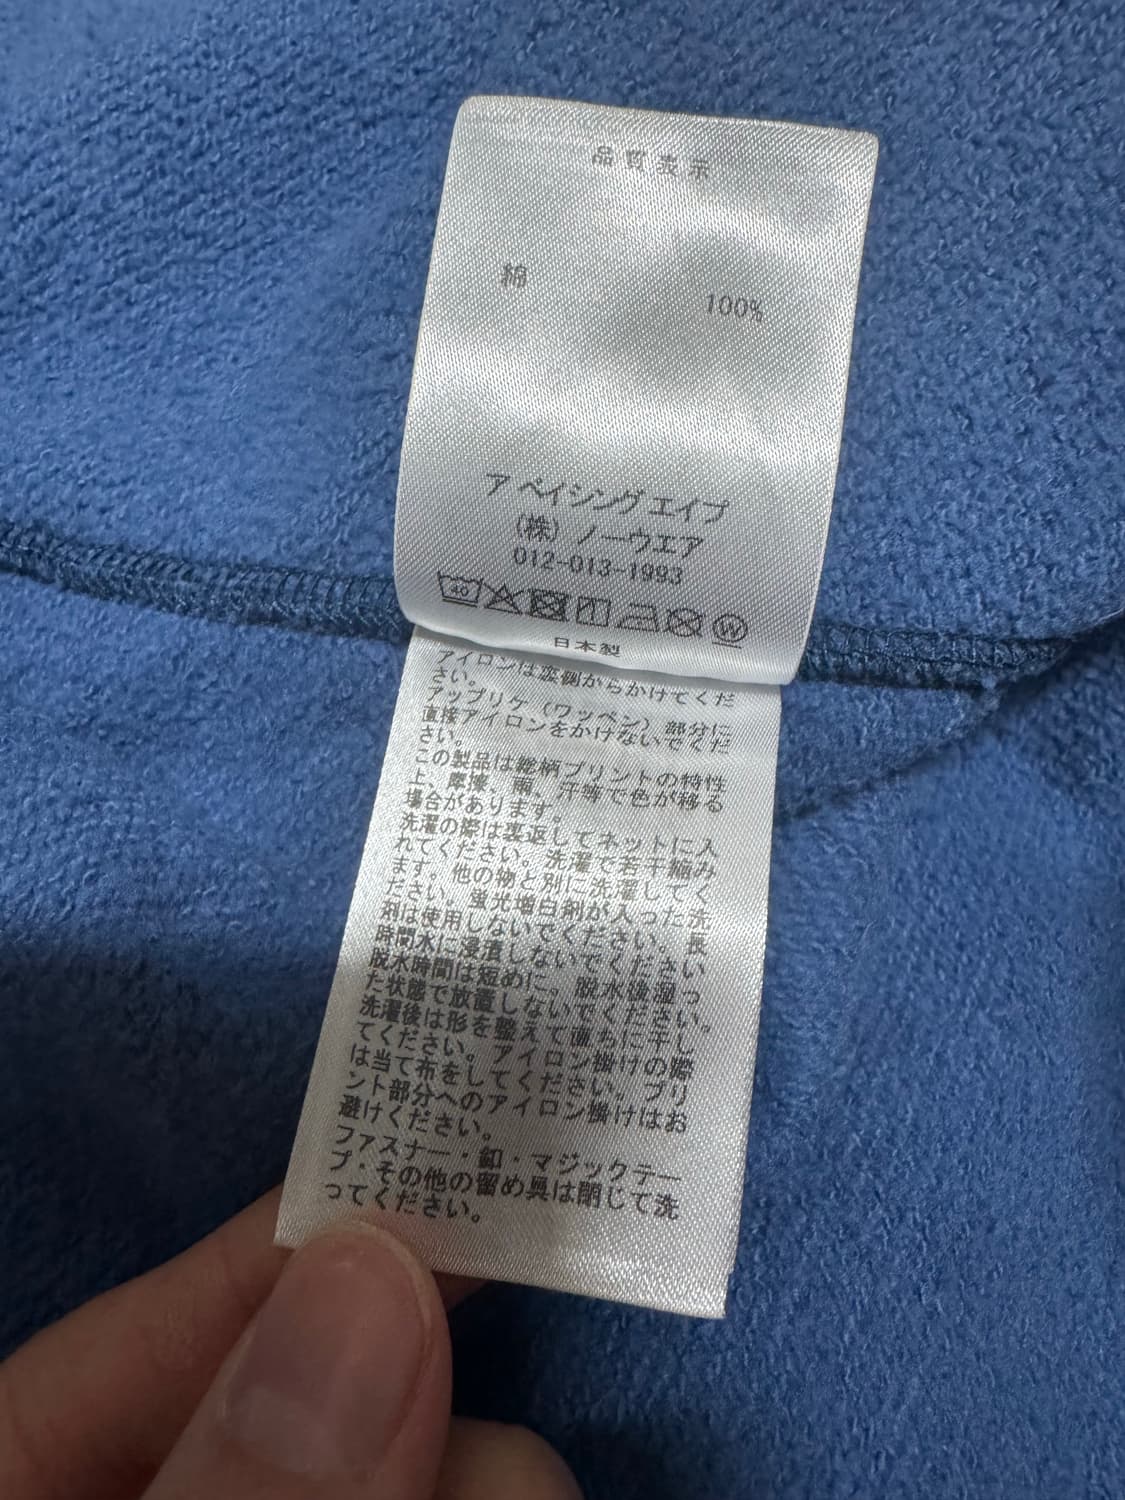 品質表示
綿 100%
ア ベイシング エイプ
(株) ノーウエア
012-013-1993
40 W
日本製
アイロンは裏側からかけてくだ
さい。
アップリケ（ワッペン）部分に
直接アイロンをかけないでくだ
さい。
この製品は総柄プリントの特性
上、摩擦、雨、汗等で色が移る
場合があります。
洗濯の際は裏返してネットに入
れてください。洗濯で若干縮み
ます。他の物と別に洗濯してく
ださい。蛍光増白剤が入った洗
剤は使用しないでください。長
時間水に浸漬しないでください
脱水時間は短めに。脱水後湿っ
た状態で放置しないでください。
洗濯後は形を整えて直ちに干し
てください。アイロン掛けの際
は当て布をしてください。プリ
ント部分へのアイロン掛けはお
避けください。
ファスナー・釦・マジックテー
プ・その他の留め具は閉じて洗
ってください。